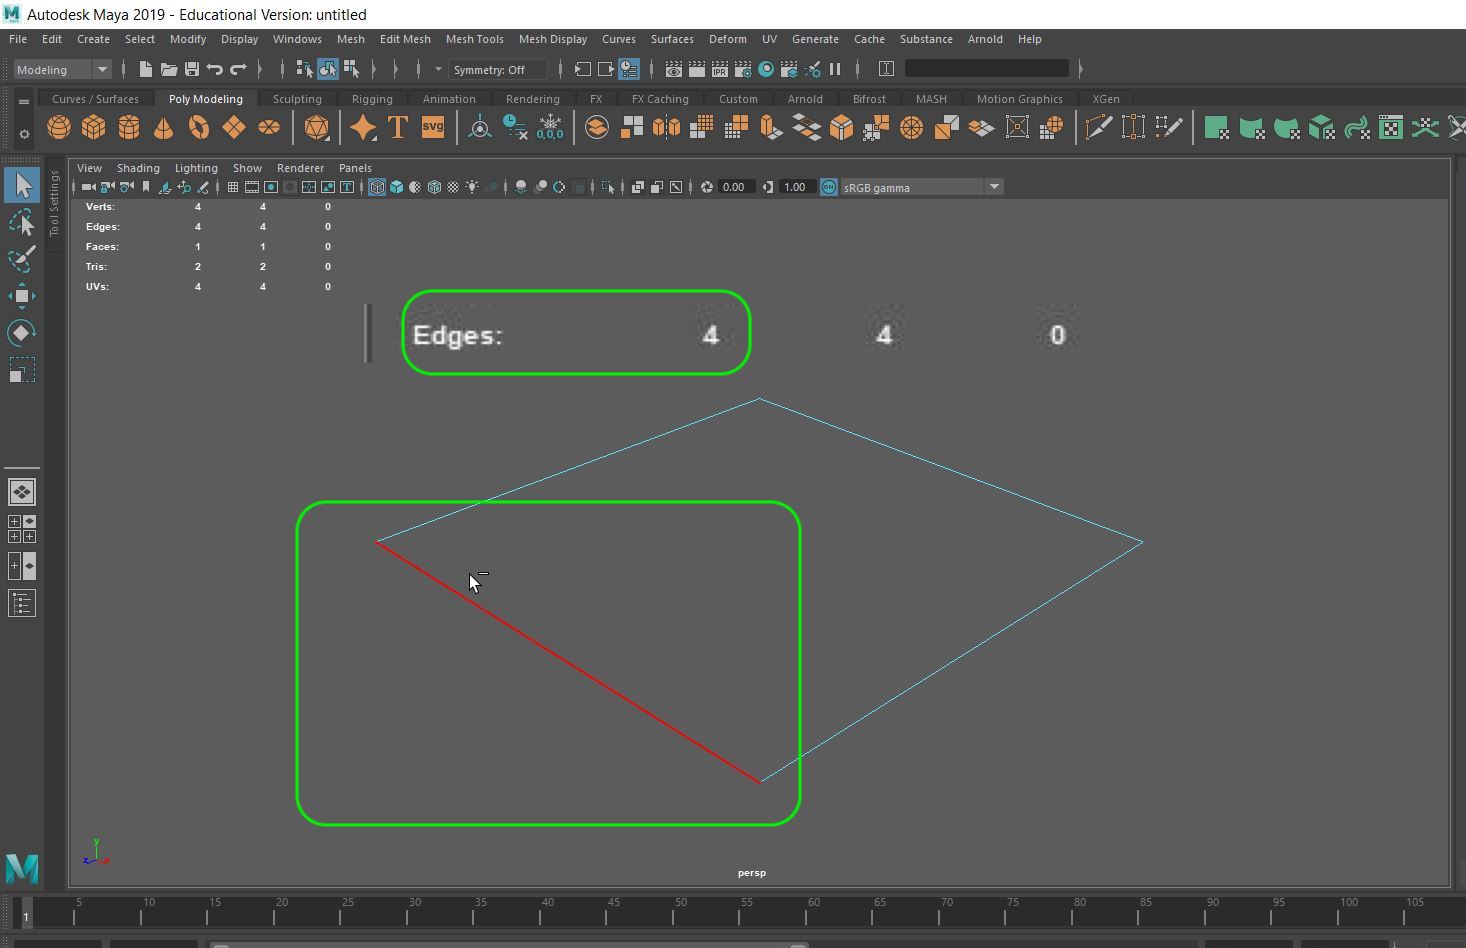 Autodesk Maya 2019 - Educational Version: untitled
File Edit Create Select Modify Display Windows Mesh Edit Mesh Mesh Tools Mesh Display Curves Surfaces Deform UV Generate Cache Substance Arnold Help
Modeling Symmetry: Off IPR
Curves / Surfaces Poly Modeling Sculpting Rigging Animation Rendering FX FX Caching Custom Arnold Bifrost MASH Motion Graphics XGen
T SVG 0,0,0
View Shading Lighting Show Renderer Panels
0.00 1.00 ON sRGB gamma
Tool Settings
Verts: 4 4 0
Edges: 4 4 0
Faces: 1 1 0
Tris: 2 2 0
UVs: 4 4 0
Edges: 4 4 0
y
z x
persp
5 10 15 20 25 30 35 40 45 50 55 60 65 70 75 80 85 90 95 100 105
1